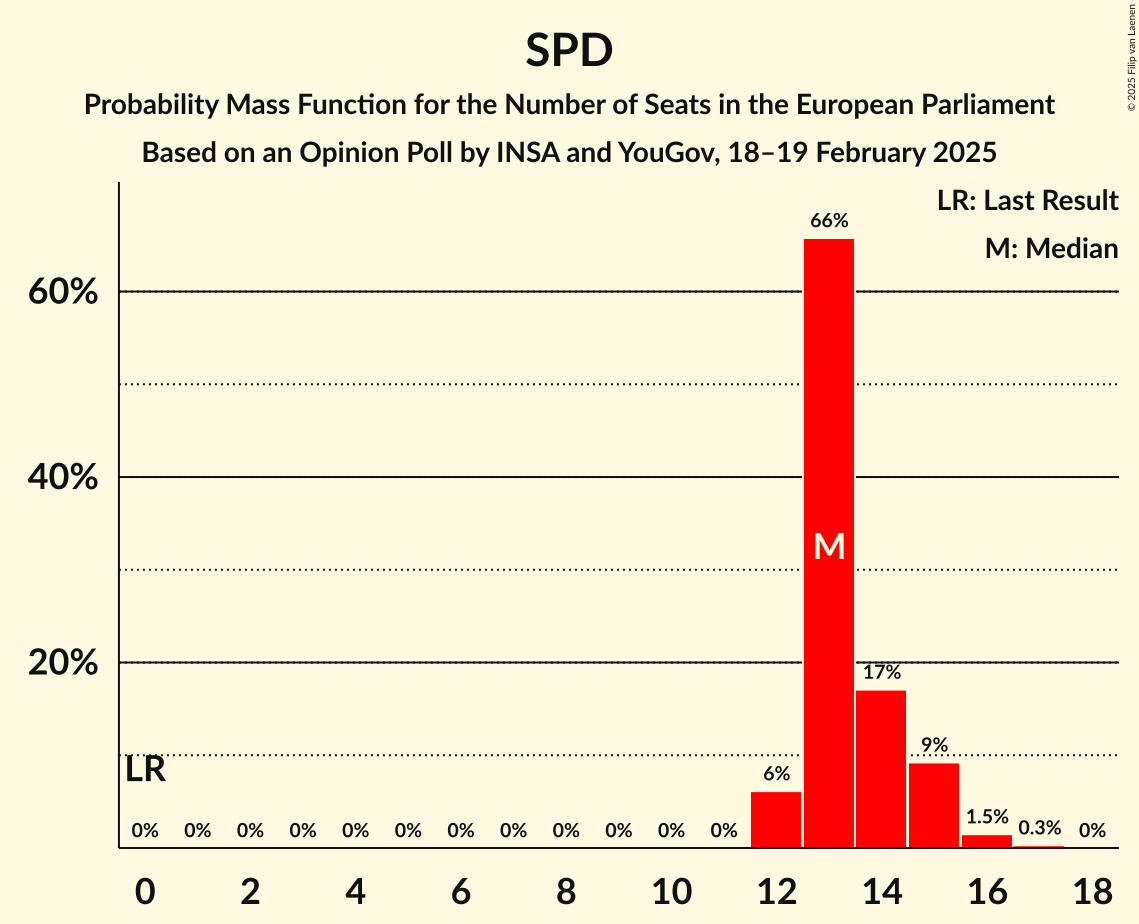 SPD
Probability Mass Function for the Number of Seats in the European Parliament
Based on an Opinion Poll by INSA and YouGov, 18–19 February 2025
© 2025 Filip van Laenen
LR: Last Result
M: Median
66%
60%
40%
M
20%
17%
9%
LR
6%
0% 0% 0% 0% 0% 0% 0% 0% 0% 0% 0% 0% 1.5% 0.3% 0%
0 2 4 6 8 10 12 14 16 18